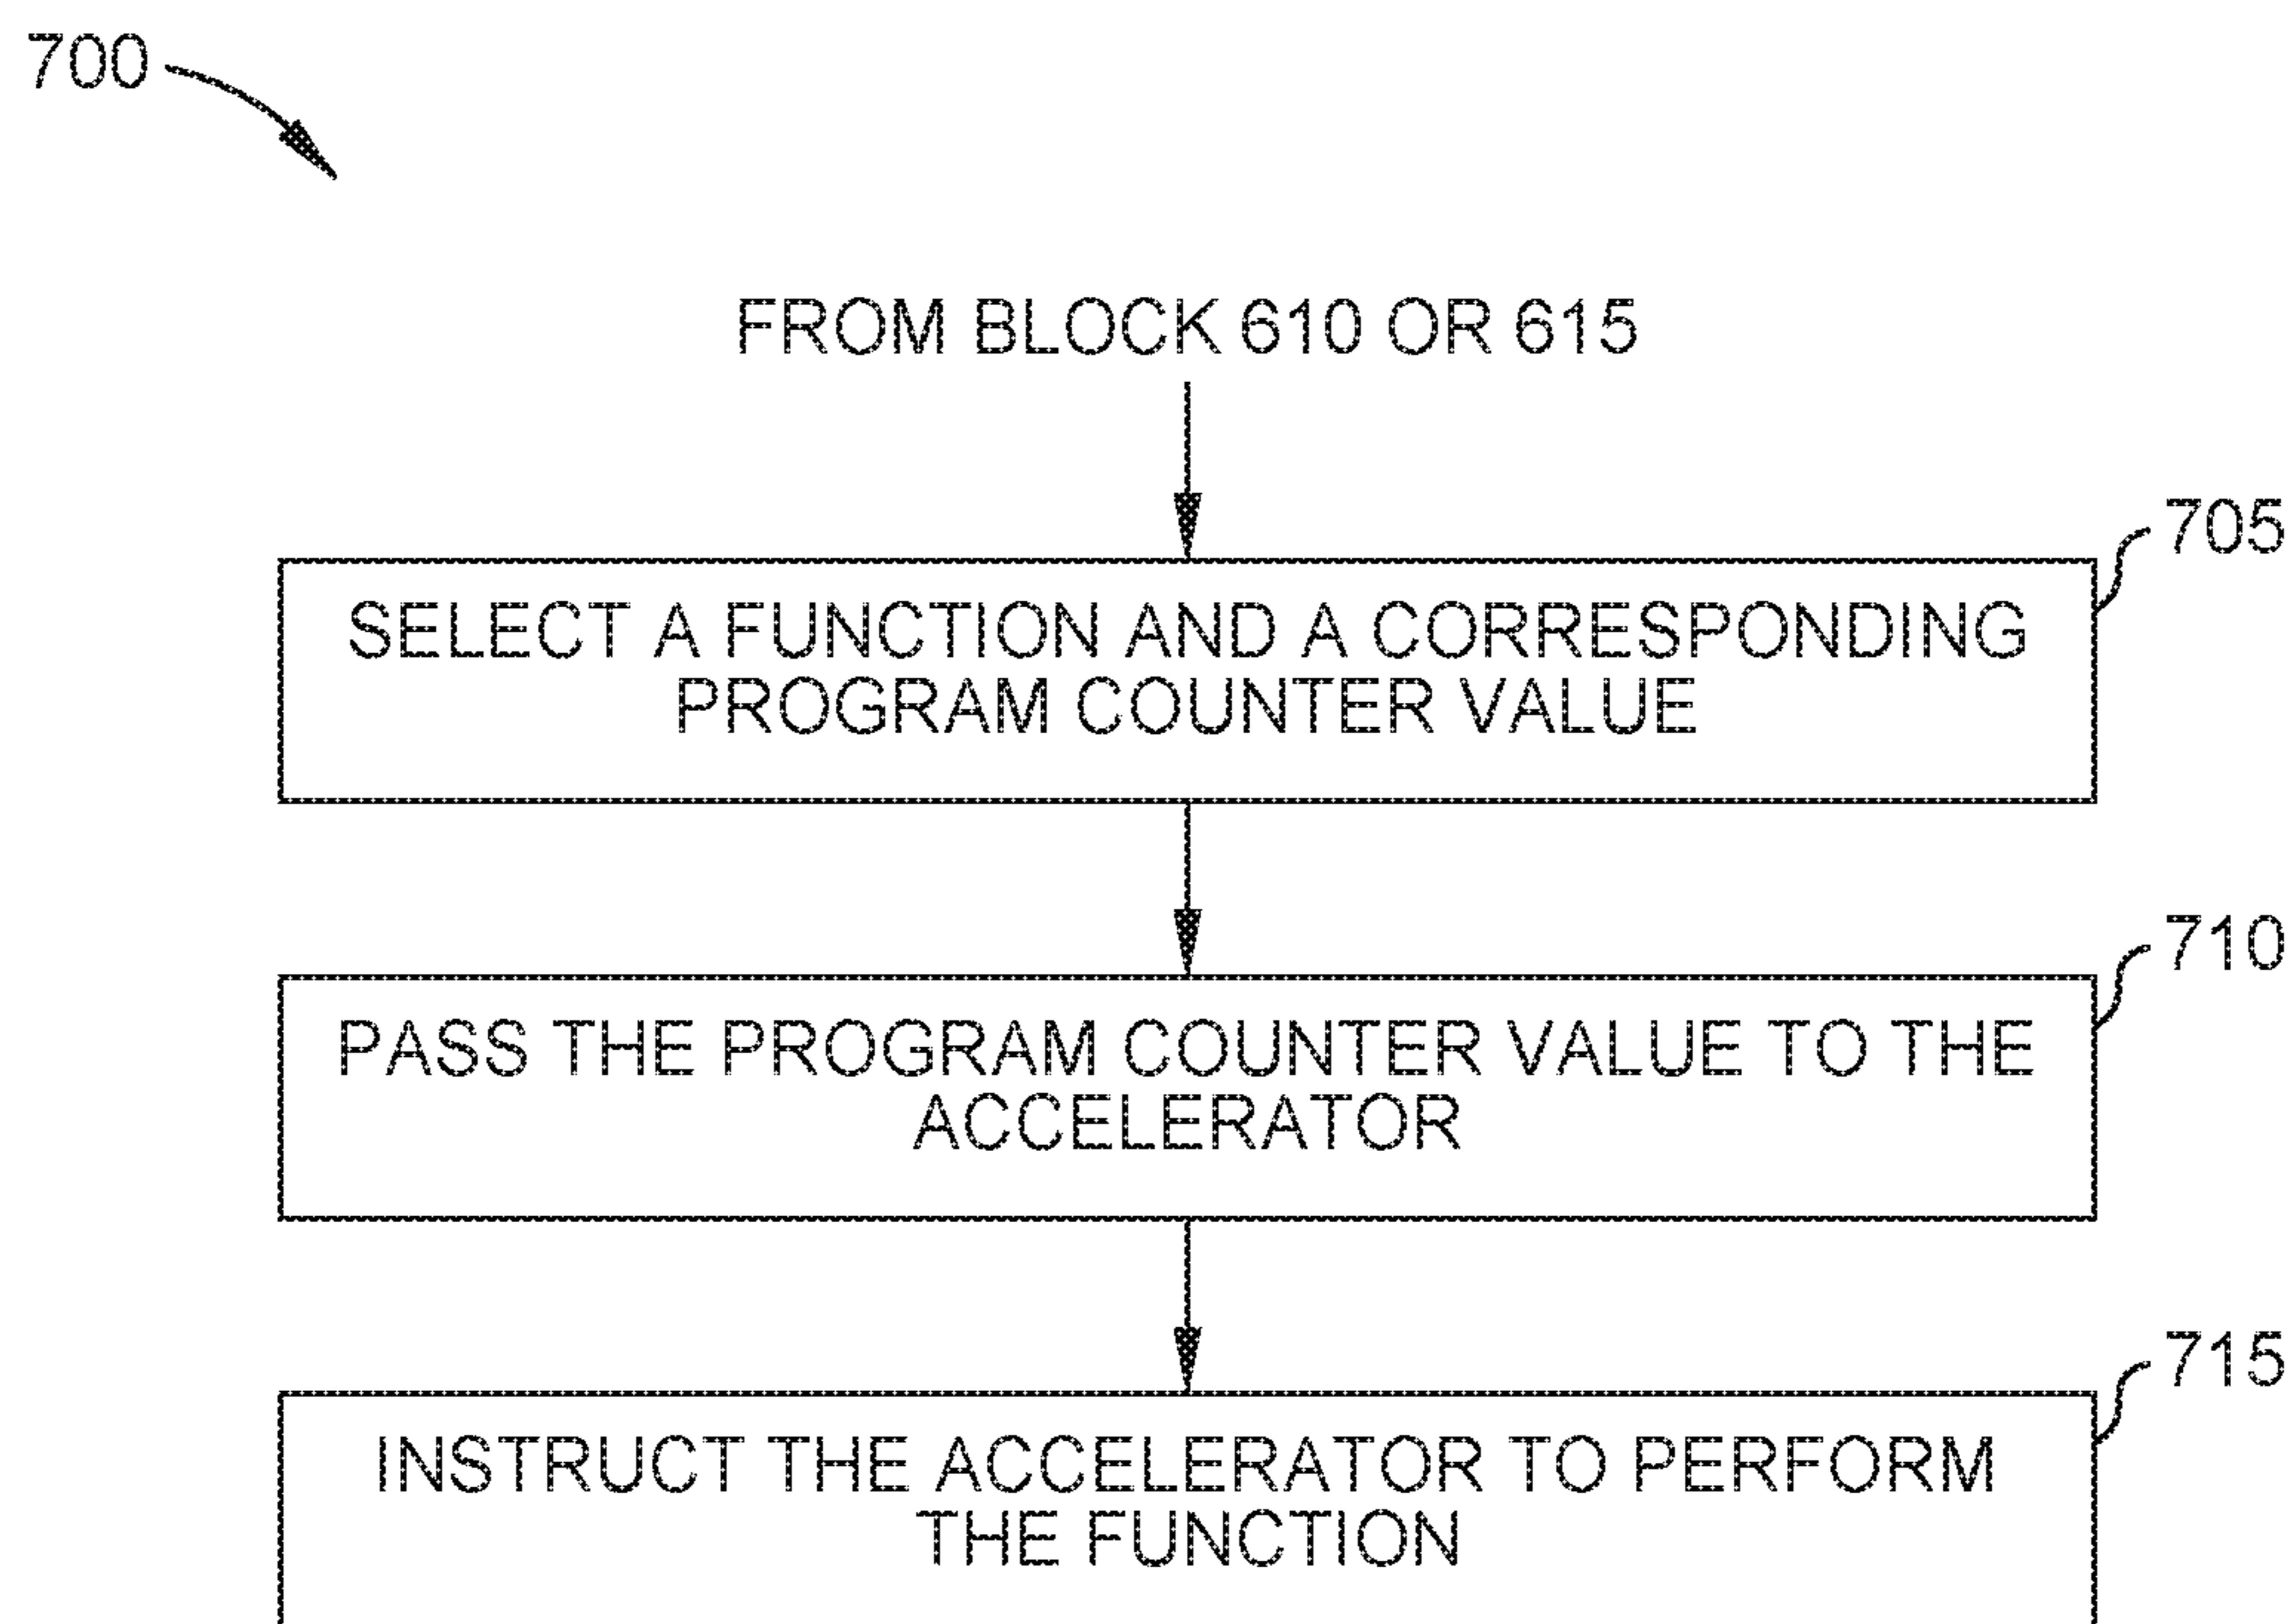 700
FROM BLOCK 610 OR 615
705
SELECT A FUNCTION AND A CORRESPONDING
PROGRAM COUNTER VALUE
710
PASS THE PROGRAM COUNTER VALUE TO THE
ACCELERATOR
715
INSTRUCT THE ACCELERATOR TO PERFORM
THE FUNCTION